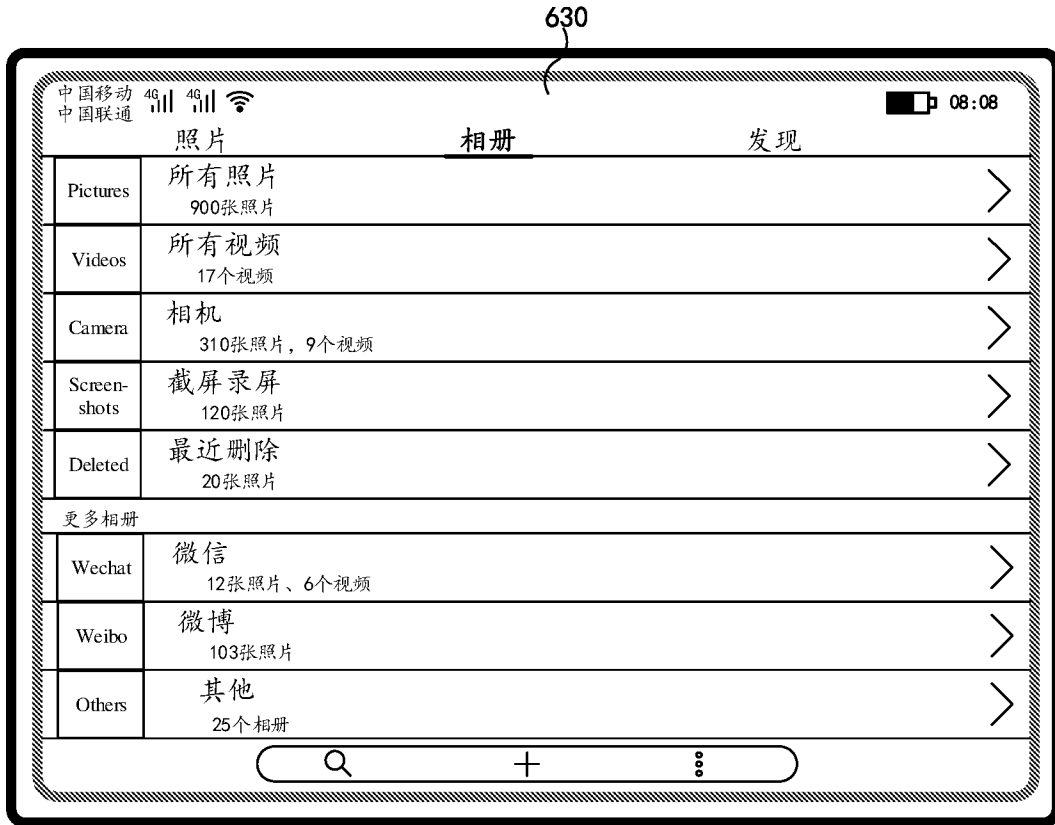 630
中国移动 4G 4G 08:08
中国联通
照片 相册 发现
Pictures 所有照片
900张照片
Videos 所有视频
17个视频
Camera 相机
310张照片，9个视频
Screen-
shots 截屏录屏
120张照片
Deleted 最近删除
20张照片
更多相册
Wechat 微信
12张照片、6个视频
Weibo 微博
103张照片
Others 其他
25个相册